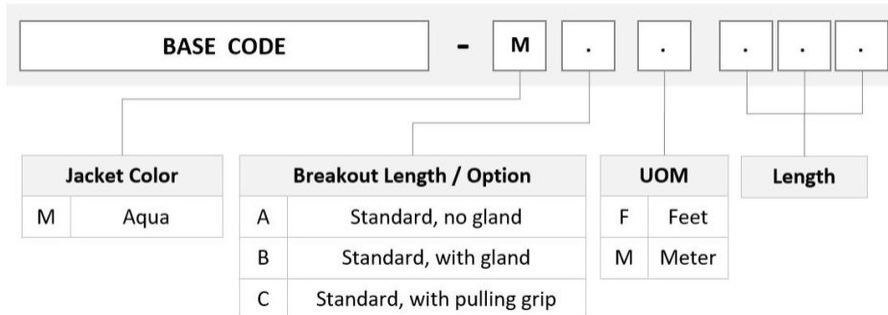 BASE CODE - M . . . . .
Jacket Color
M Aqua
Breakout Length / Option
A Standard, no gland
B Standard, with gland
C Standard, with pulling grip
UOM
F Feet
M Meter
Length